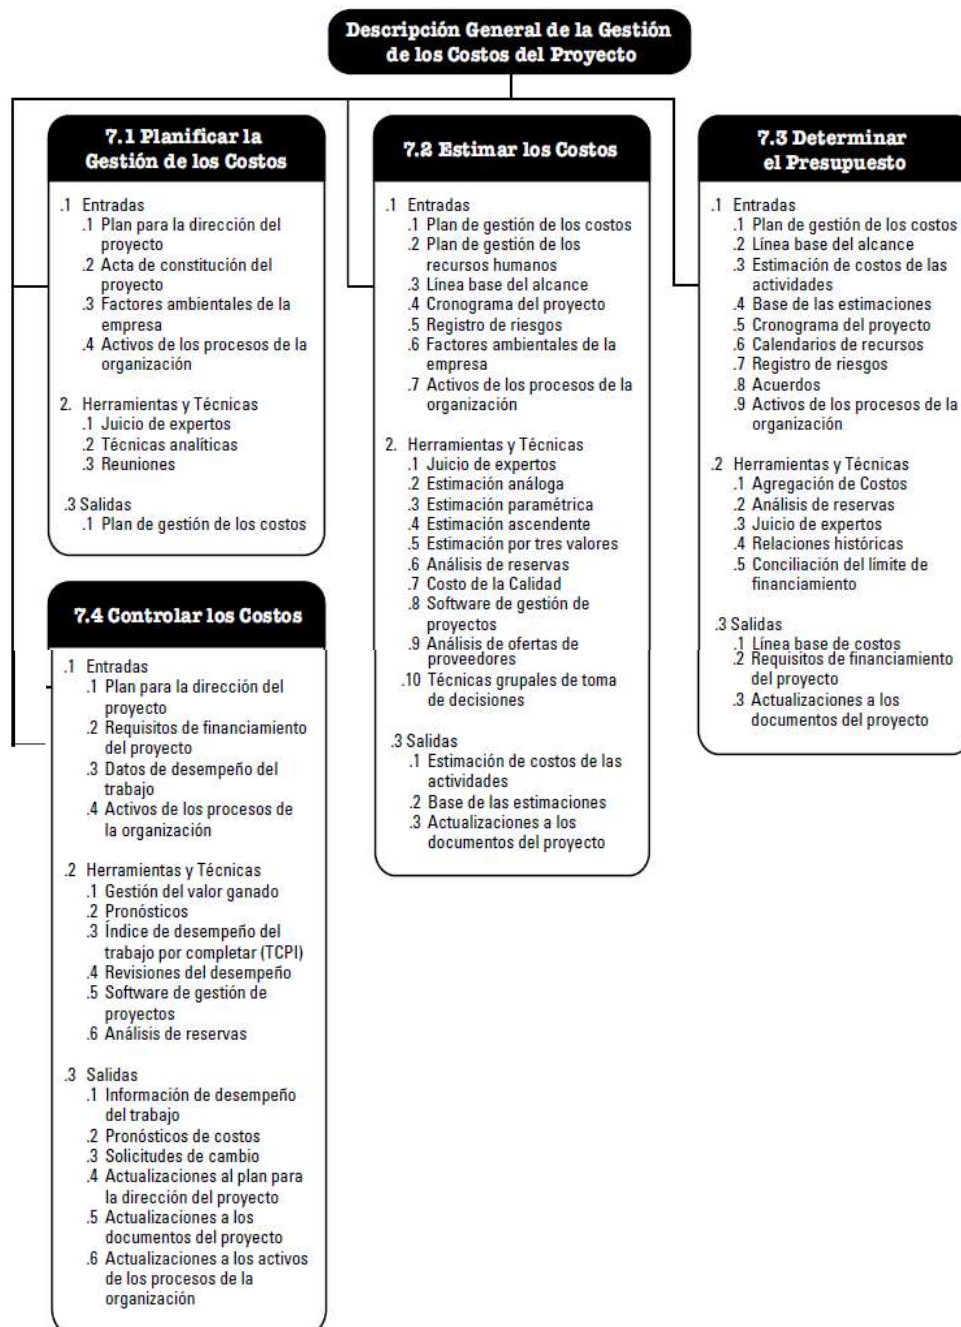 Descripción General de la Gestión
de los Costos del Proyecto
7.1 Planificar la
Gestión de los Costos
.1 Entradas
.1 Plan para la dirección del
proyecto
.2 Acta de constitución del
proyecto
.3 Factores ambientales de la
empresa
.4 Activos de los procesos de la
organización
2. Herramientas y Técnicas
.1 Juicio de expertos
.2 Técnicas analíticas
.3 Reuniones
.3 Salidas
.1 Plan de gestión de los costos
7.2 Estimar los Costos
.1 Entradas
.1 Plan de gestión de los costos
.2 Plan de gestión de los
recursos humanos
.3 Línea base del alcance
.4 Cronograma del proyecto
.5 Registro de riesgos
.6 Factores ambientales de la
empresa
.7 Activos de los procesos de la
organización
2. Herramientas y Técnicas
.1 Juicio de expertos
.2 Estimación análoga
.3 Estimación paramétrica
.4 Estimación ascendente
.5 Estimación por tres valores
.6 Análisis de reservas
.7 Costo de la Calidad
.8 Software de gestión de
proyectos
.9 Análisis de ofertas de
proveedores
.10 Técnicas grupales de toma
de decisiones
.3 Salidas
.1 Estimación de costos de las
actividades
.2 Base de las estimaciones
.3 Actualizaciones a los
documentos del proyecto
7.3 Determinar
el Presupuesto
.1 Entradas
.1 Plan de gestión de los costos
.2 Línea base del alcance
.3 Estimación de costos de las
actividades
.4 Base de las estimaciones
.5 Cronograma del proyecto
.6 Calendarios de recursos
.7 Registro de riesgos
.8 Acuerdos
.9 Activos de los procesos de la
organización
.2 Herramientas y Técnicas
.1 Agregación de Costos
.2 Análisis de reservas
.3 Juicio de expertos
.4 Relaciones históricas
.5 Conciliación del límite de
financiamiento
.3 Salidas
.1 Línea base de costos
.2 Requisitos de financiamiento
del proyecto
.3 Actualizaciones a los
documentos del proyecto
7.4 Controlar los Costos
.1 Entradas
.1 Plan para la dirección del
proyecto
.2 Requisitos de financiamiento
del proyecto
.3 Datos de desempeño del
trabajo
.4 Activos de los procesos de
la organización
.2 Herramientas y Técnicas
.1 Gestión del valor ganado
.2 Pronósticos
.3 Índice de desempeño del
trabajo por completar (TCPI)
.4 Revisiones del desempeño
.5 Software de gestión de
proyectos
.6 Análisis de reservas
.3 Salidas
.1 Información de desempeño
del trabajo
.2 Pronósticos de costos
.3 Solicitudes de cambio
.4 Actualizaciones al plan para
la dirección del proyecto
.5 Actualizaciones a los
documentos del proyecto
.6 Actualizaciones a los activos
de los procesos de la
organización